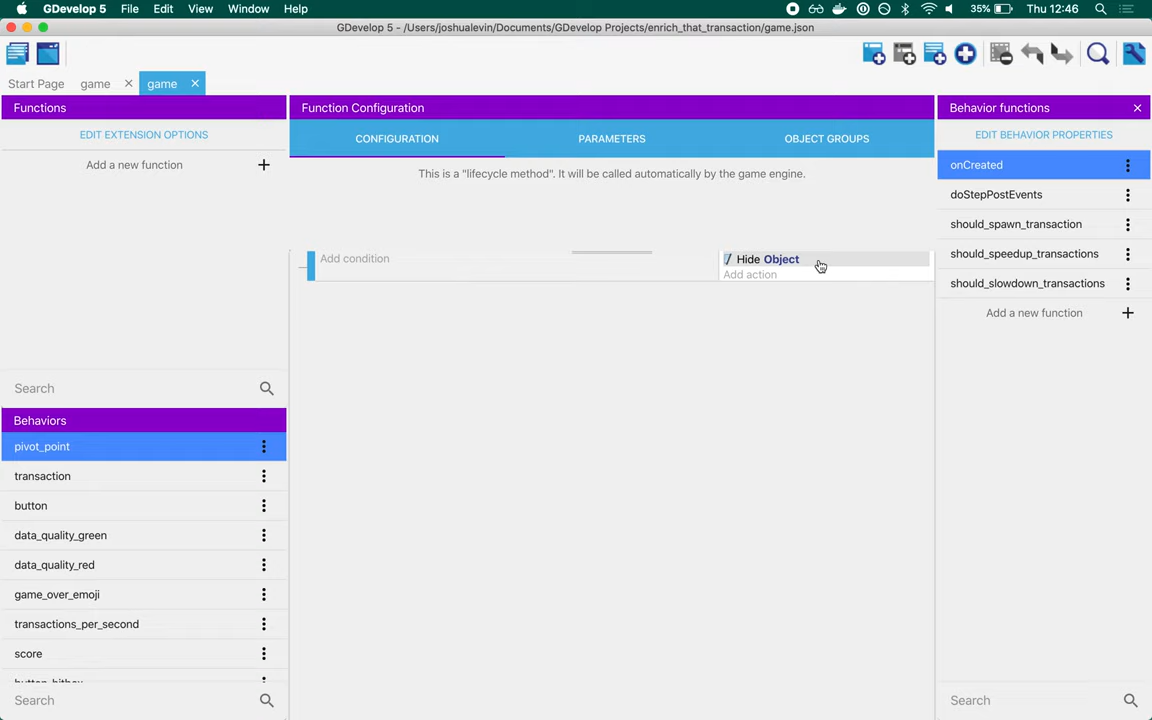 GDevelop 5 File Edit View Window Help 35% Thu 12:46
GDevelop 5 - /Users/joshualevin/Documents/GDevelop Projects/enrich_that_transaction/game.json
Start Page game game
Functions
EDIT EXTENSION OPTIONS
Add a new function
Search
Behaviors
pivot_point
transaction
button
data_quality_green
data_quality_red
game_over_emoji
transactions_per_second
score
button_hitbox
Search
Function Configuration
CONFIGURATION PARAMETERS OBJECT GROUPS
This is a "lifecycle method". It will be called automatically by the game engine.
Add condition
Hide Object
Add action
Behavior functions
EDIT BEHAVIOR PROPERTIES
onCreated
doStepPostEvents
should_spawn_transaction
should_speedup_transactions
should_slowdown_transactions
Add a new function
Search